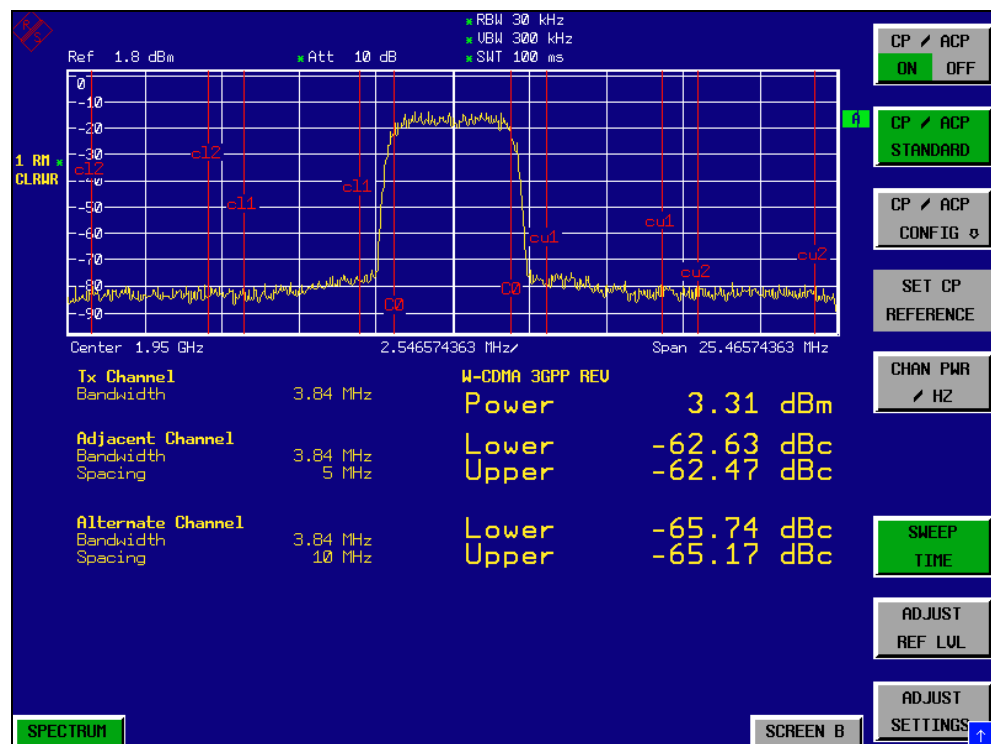 * RBW 30 kHz
* VBW 300 kHz
Ref 1.8 dBm * Att 10 dB * SWT 100 ms
0
-10
-20
-30
-40
-50
-60
-70
-80
-90
1 RM *
CLRWR
A
cl2
cl2
cl1
cl1
C0
C0
cu1
cu1
cu2
cu2
Center 1.95 GHz 2.546574363 MHz/ Span 25.46574363 MHz
Tx Channel W-CDMA 3GPP REV
Bandwidth 3.84 MHz Power 3.31 dBm
Adjacent Channel Lower -62.63 dBc
Bandwidth 3.84 MHz
Spacing 5 MHz Upper -62.47 dBc
Alternate Channel Lower -65.74 dBc
Bandwidth 3.84 MHz
Spacing 10 MHz Upper -65.17 dBc
CP / ACP
ON OFF
CP / ACP
STANDARD
CP / ACP
CONFIG ⇩
SET CP
REFERENCE
CHAN PWR
/ HZ
SWEEP
TIME
ADJUST
REF LVL
ADJUST
SETTINGS
↑
SPECTRUM
SCREEN B
R S